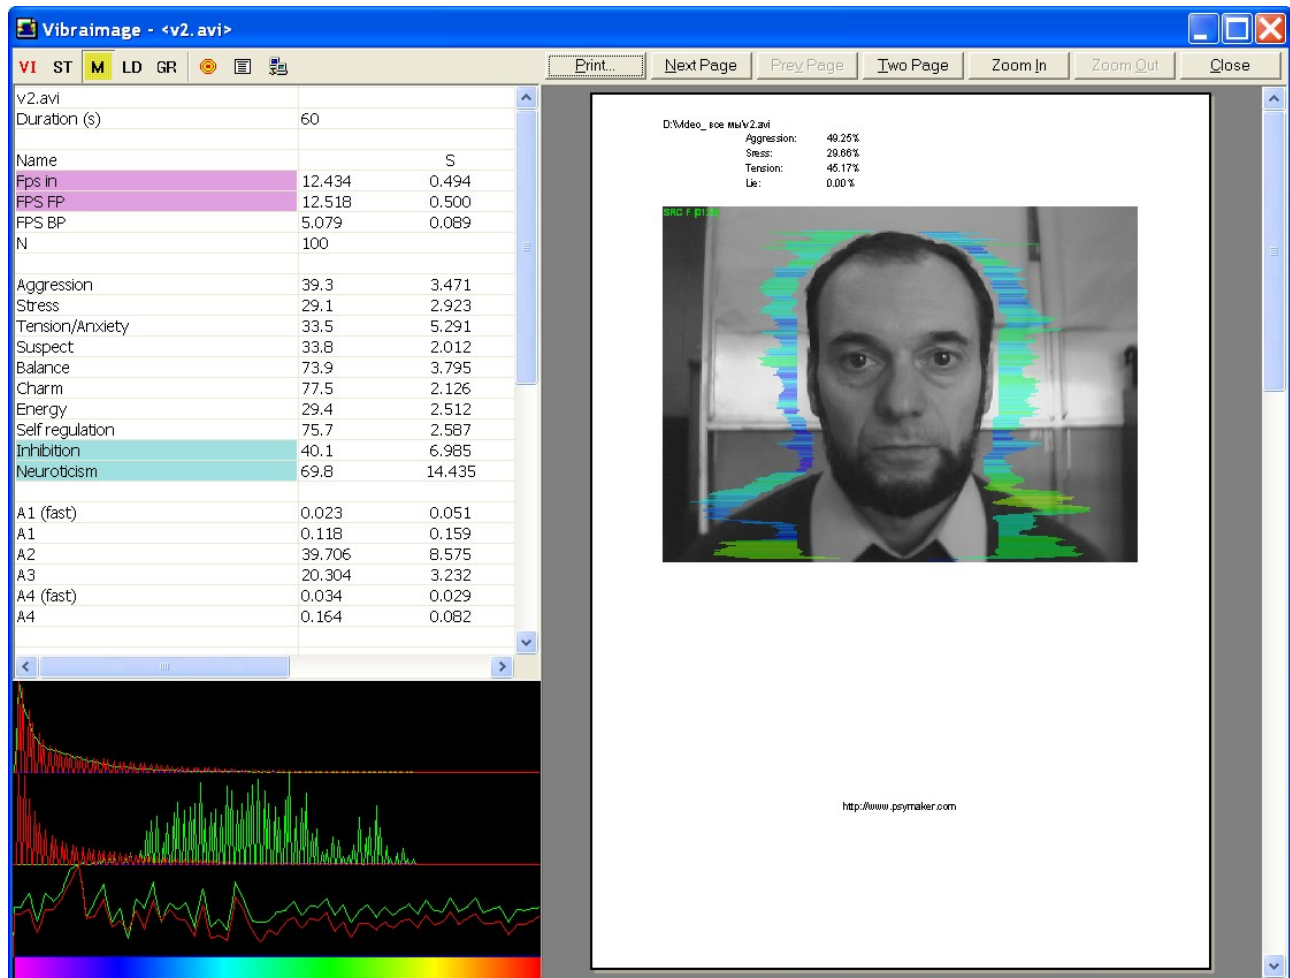 Vibraimage - <v2.avi>
VI ST M LD GR
Print... Next Page Prev Page Two Page Zoom In Zoom Out Close
v2.avi
Duration (s) 60
Name S
Fps in 12.434 0.494
FPS FP 12.518 0.500
FPS BP 5.079 0.089
N 100
Aggression 39.3 3.471
Stress 29.1 2.923
Tension/Anxiety 33.5 5.291
Suspect 33.8 2.012
Balance 73.9 3.795
Charm 77.5 2.126
Energy 29.4 2.512
Self regulation 75.7 2.587
Inhibition 40.1 6.985
Neuroticism 69.8 14.435
A1 (fast) 0.023 0.051
A1 0.118 0.159
A2 39.706 8.575
A3 20.304 3.232
A4 (fast) 0.034 0.029
A4 0.164 0.082
D:\Video_ все мы\v2.avi
Aggression: 49.25%
Stress: 29.66%
Tension: 45.17%
Lie: 0.00 %
SRC F
http://www.psymaker.com